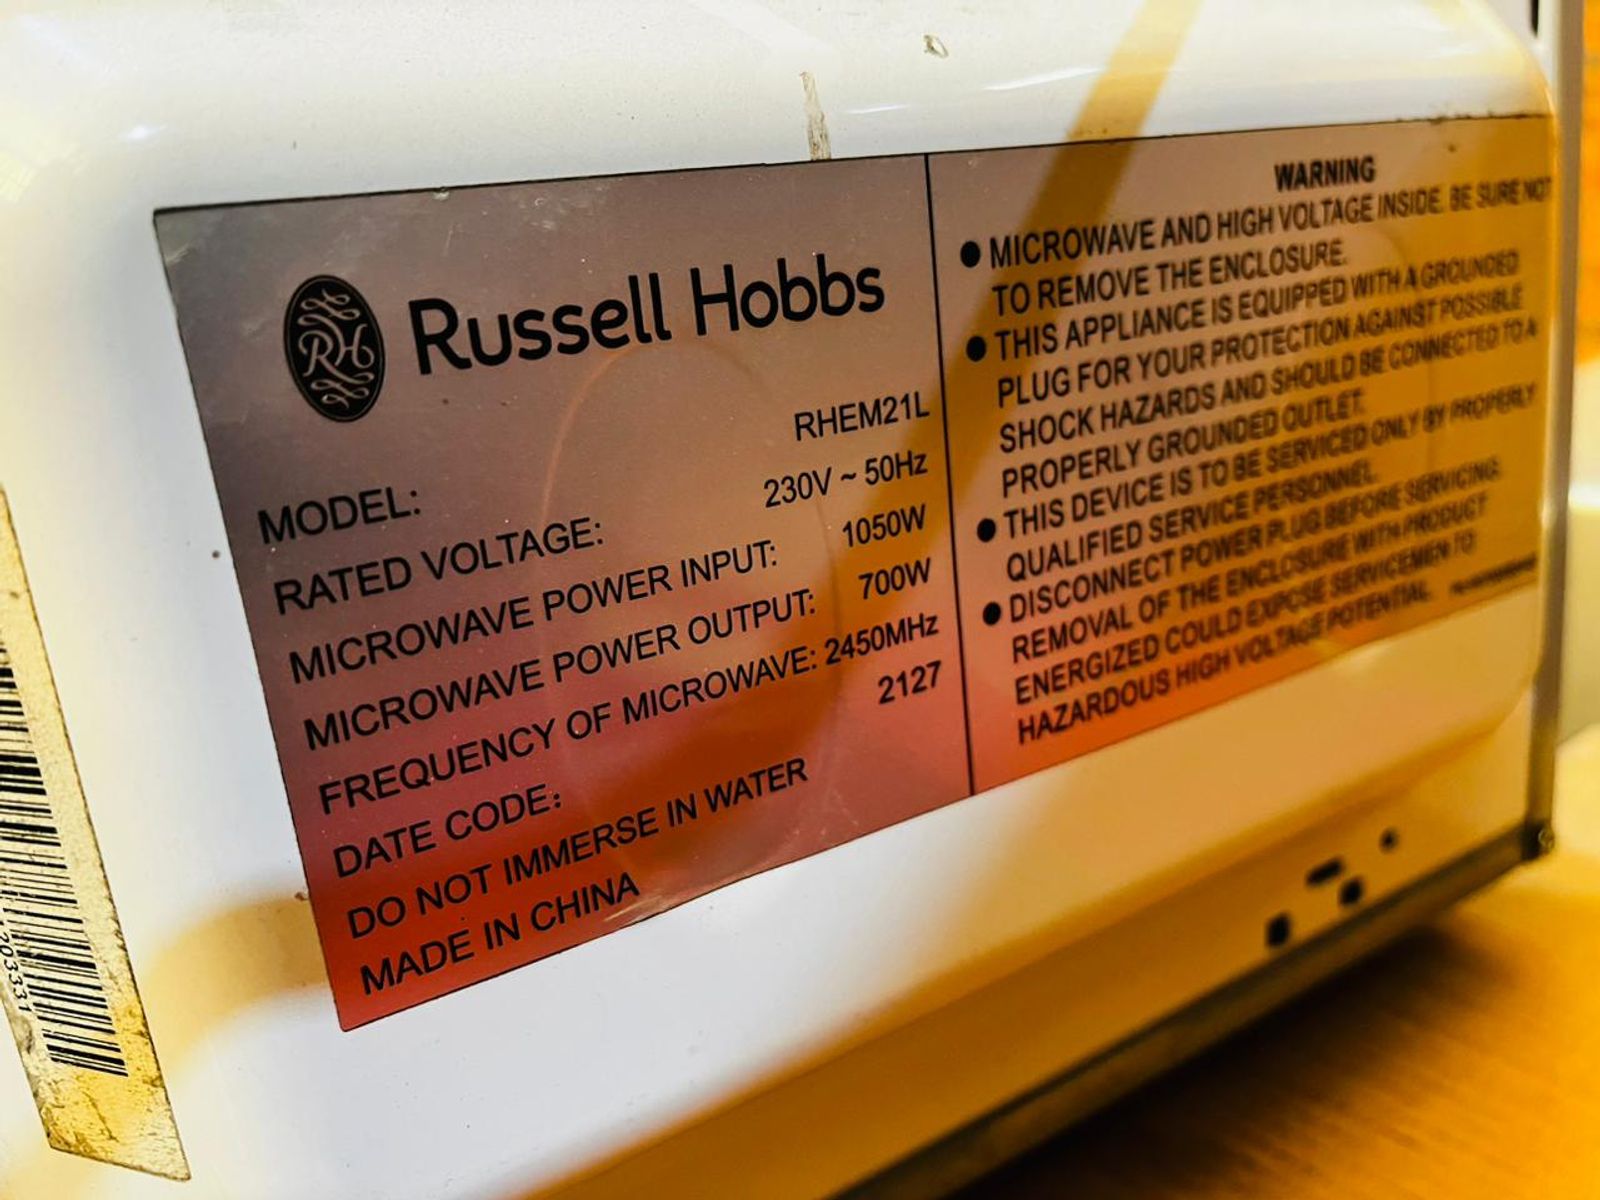 RH
Russell Hobbs
MODEL: RHEM21L
RATED VOLTAGE: 230V ~ 50Hz
MICROWAVE POWER INPUT: 1050W
MICROWAVE POWER OUTPUT: 700W
FREQUENCY OF MICROWAVE: 2450MHz
DATE CODE: 2127
DO NOT IMMERSE IN WATER
MADE IN CHINA
WARNING
● MICROWAVE AND HIGH VOLTAGE INSIDE. BE SURE NOT
TO REMOVE THE ENCLOSURE.
● THIS APPLIANCE IS EQUIPPED WITH A GROUNDED
PLUG FOR YOUR PROTECTION AGAINST POSSIBLE
SHOCK HAZARDS AND SHOULD BE CONNECTED TO A
PROPERLY GROUNDED OUTLET.
● THIS DEVICE IS TO BE SERVICED ONLY BY PROPERLY
QUALIFIED SERVICE PERSONNEL.
● DISCONNECT POWER PLUG BEFORE SERVICING.
REMOVAL OF THE ENCLOSURE WITH PRODUCT
ENERGIZED COULD EXPOSE SERVICEMEN TO
HAZARDOUS HIGH VOLTAGE POTENTIAL.